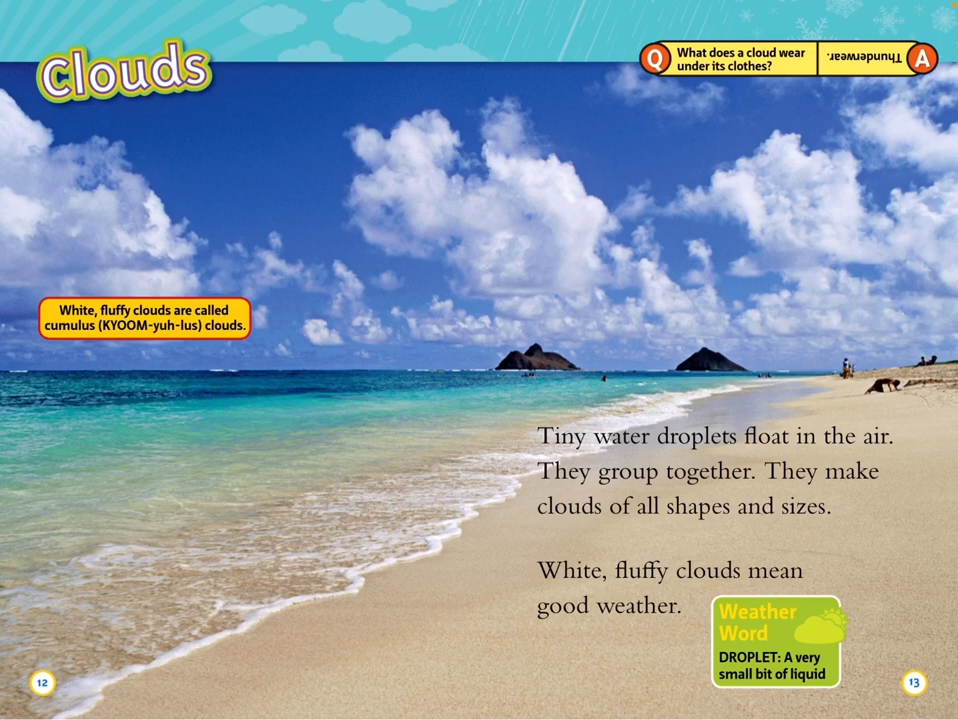 Clouds
Q
What does a cloud wear
under its clothes?
Thunderwear.
A
White, fluffy clouds are called
cumulus (KYOOM-yuh-lus) clouds.
Tiny water droplets float in the air.
They group together. They make
clouds of all shapes and sizes.
White, fluffy clouds mean
good weather.
Weather
Word
DROPLET: A very
small bit of liquid
12
13